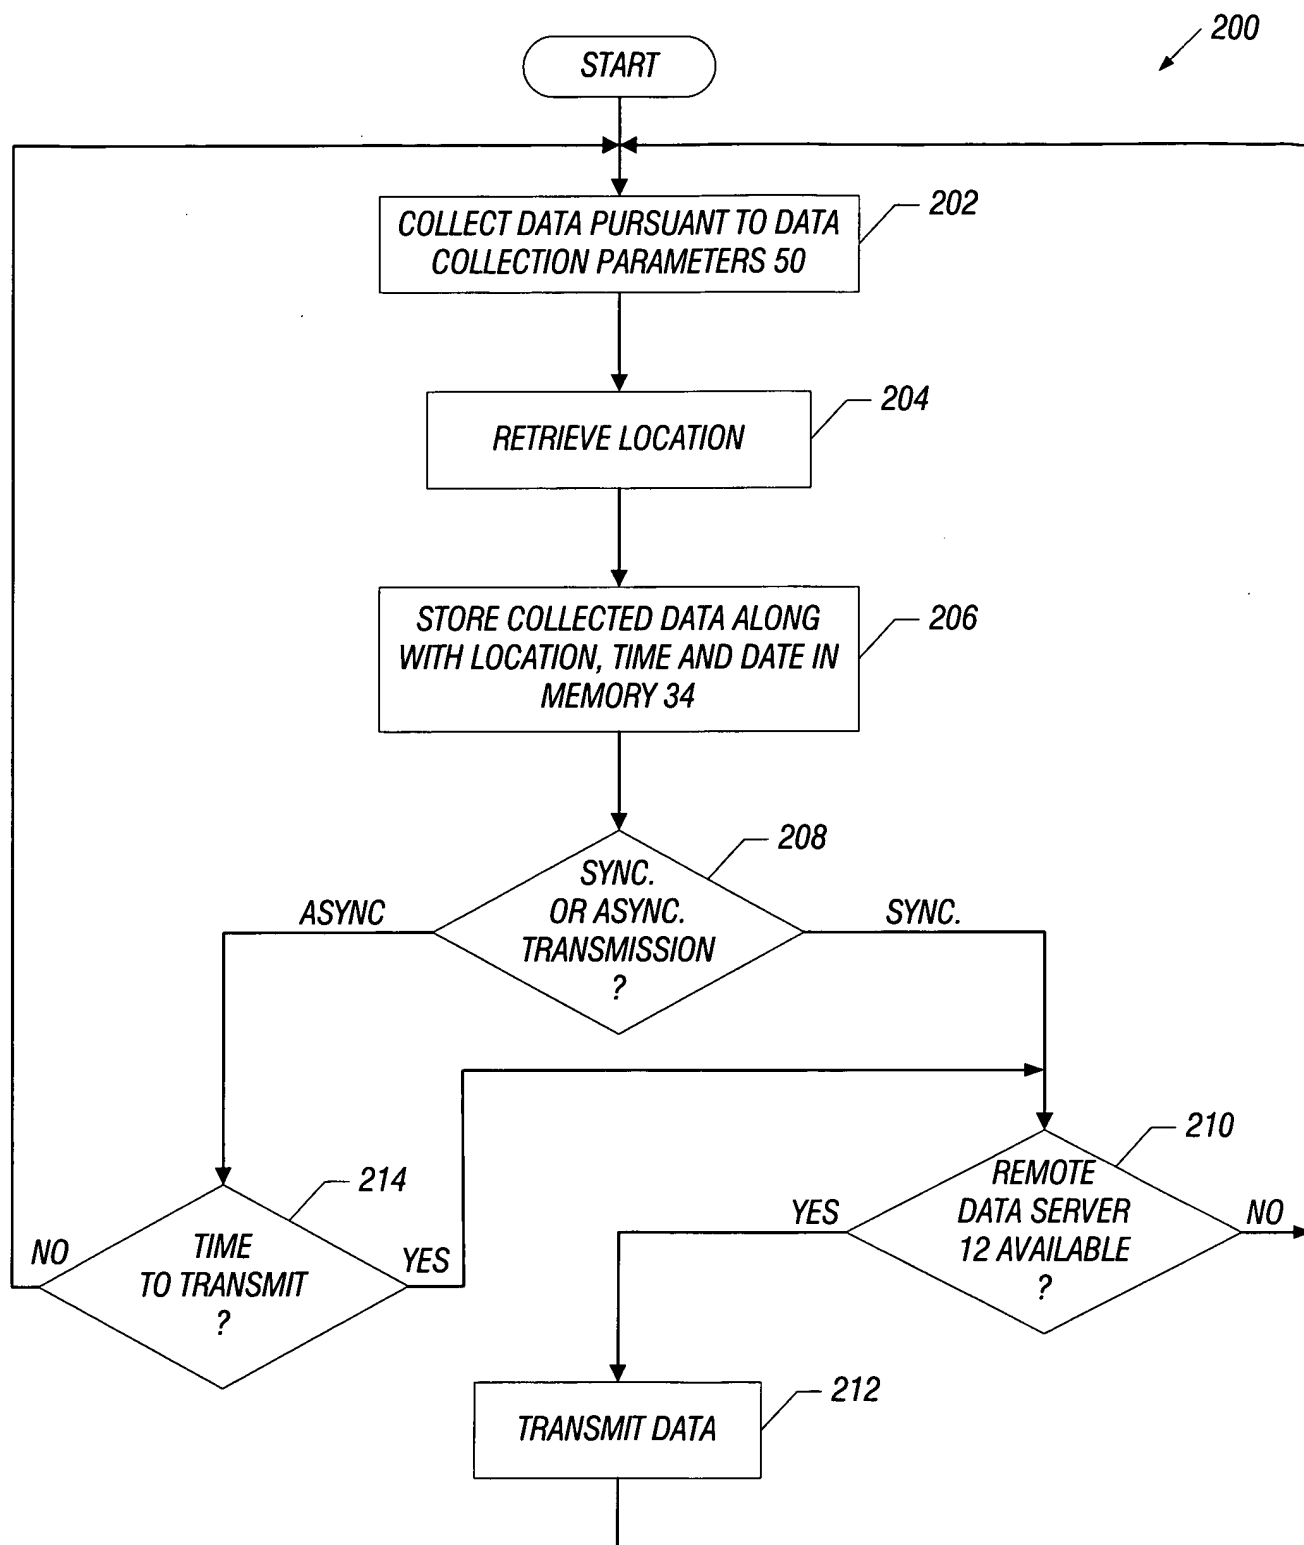 200
START
202
COLLECT DATA PURSUANT TO DATA
COLLECTION PARAMETERS 50
204
RETRIEVE LOCATION
206
STORE COLLECTED DATA ALONG
WITH LOCATION, TIME AND DATE IN
MEMORY 34
208
SYNC.
OR ASYNC.
TRANSMISSION
?
ASYNC
SYNC.
210
REMOTE
DATA SERVER
12 AVAILABLE
?
YES
NO
214
TIME
TO TRANSMIT
?
NO
YES
212
TRANSMIT DATA